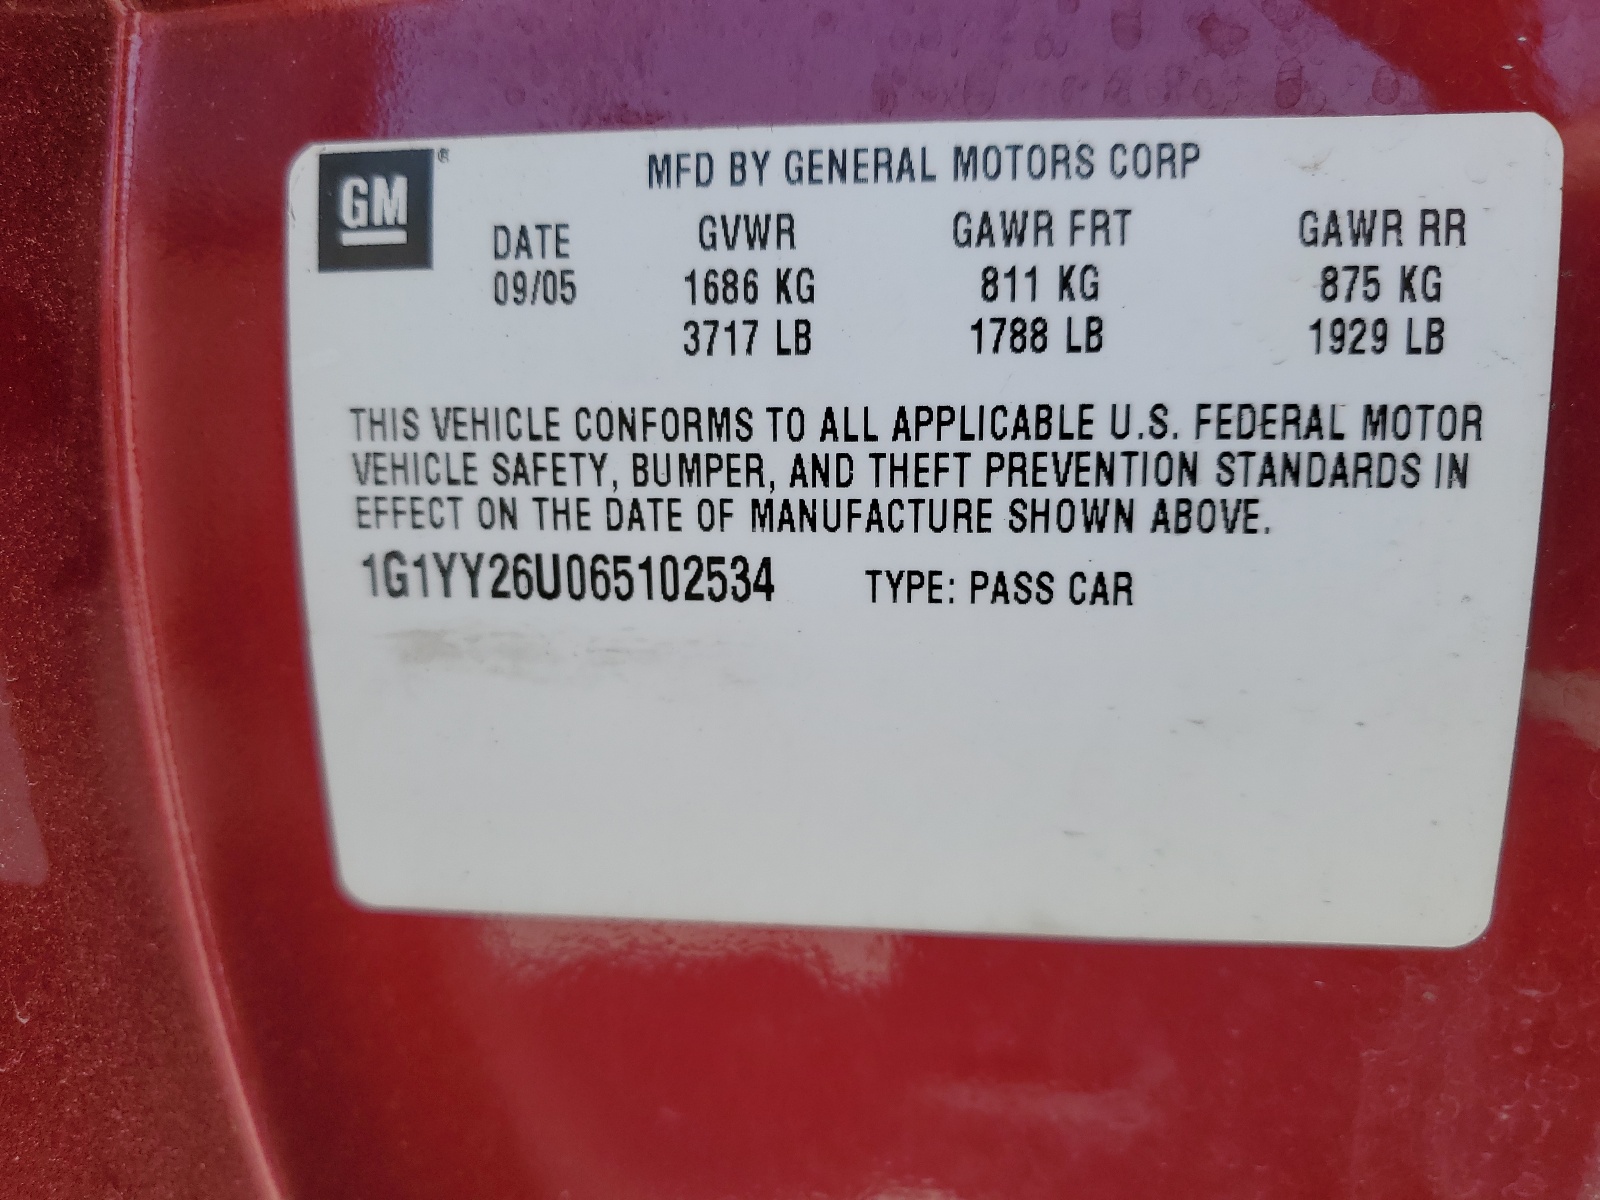 GM®
MFD BY GENERAL MOTORS CORP
DATE GVWR GAWR FRT GAWR RR
09/05 1686 KG 811 KG 875 KG
3717 LB 1788 LB 1929 LB
THIS VEHICLE CONFORMS TO ALL APPLICABLE U.S. FEDERAL MOTOR
VEHICLE SAFETY, BUMPER, AND THEFT PREVENTION STANDARDS IN
EFFECT ON THE DATE OF MANUFACTURE SHOWN ABOVE.
1G1YY26U065102534 TYPE: PASS CAR